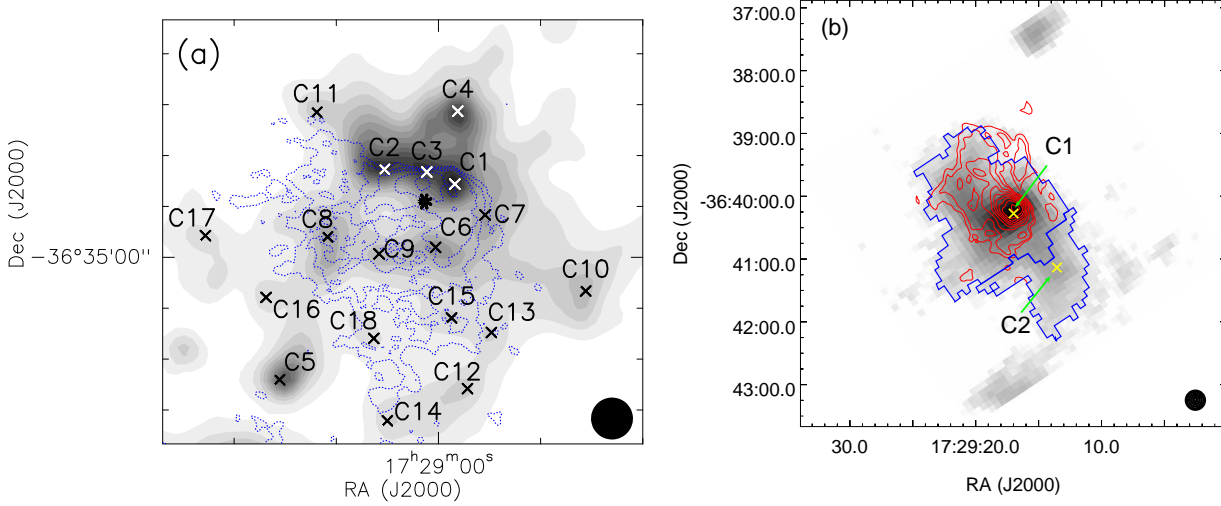 (a)
C11
C4
C2
C3
C1
C17
C8
C7
C6
C9
C10
C16
C15
C13
C18
C5
C12
C14
Dec (J2000)
−36°35'00''
17h29m00s
RA (J2000)
(b)
37:00.0
38:00.0
39:00.0
-36:40:00.0
41:00.0
42:00.0
43:00.0
Dec (J2000)
C1
C2
30.0
17:29:20.0
10.0
RA (J2000)